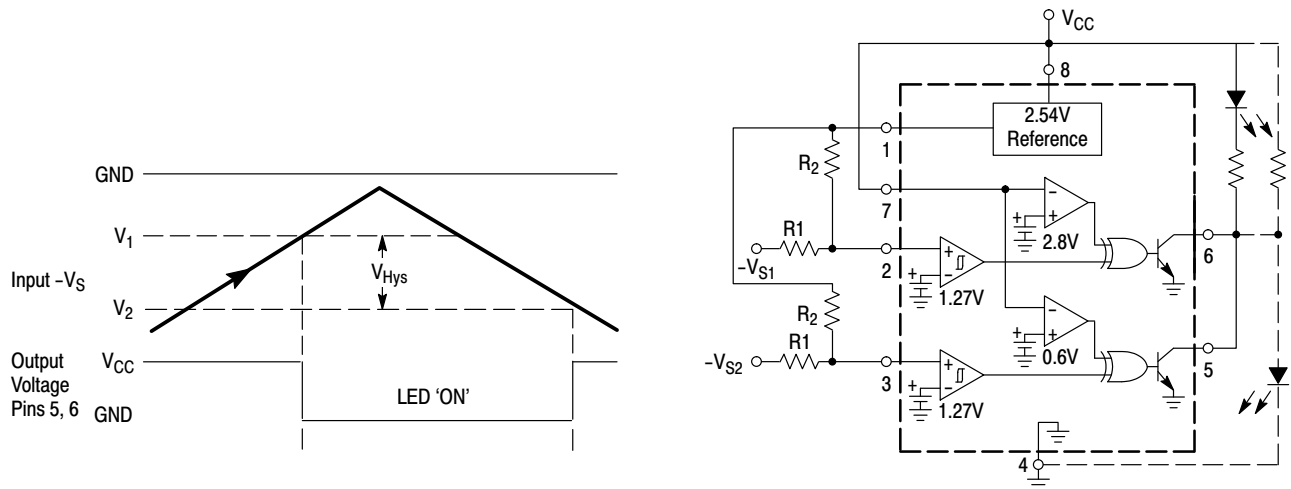 GND
V1
Input –VS
VHys
V2
Output
Voltage
Pins 5, 6
VCC
GND
LED ‘ON’
VCC
8
2.54V
Reference
1
R2
7
–
+
+
2.8V
R1
–VS1
2
+
+
–
1.27V
6
R2
–
+
+
0.6V
R1
–VS2
3
+
+
–
1.27V
5
4